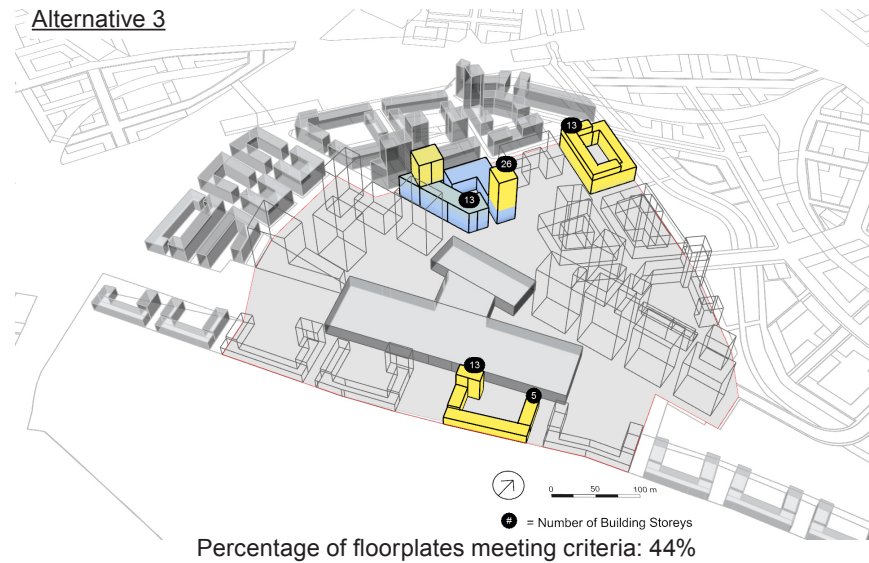 Alternative 3
13
26
13
13
5
0 50 100 m
# = Number of Building Storeys
Percentage of floorplates meeting criteria: 44%